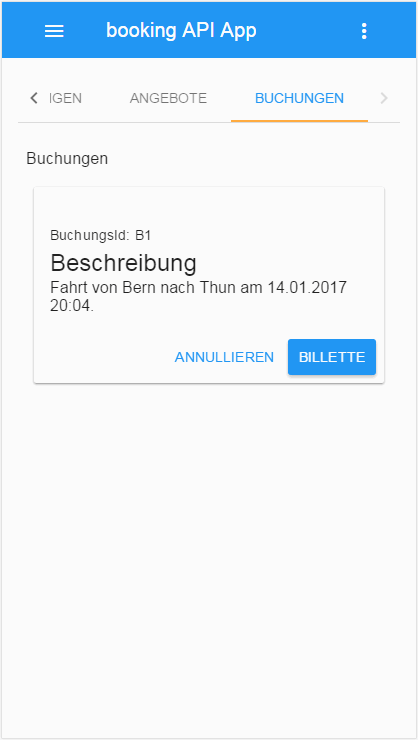 booking API App
IGEN ANGEBOTE BUCHUNGEN
Buchungen
BuchungsId: B1
Beschreibung
Fahrt von Bern nach Thun am 14.01.2017
20:04.
ANNULLIEREN BILLETTE